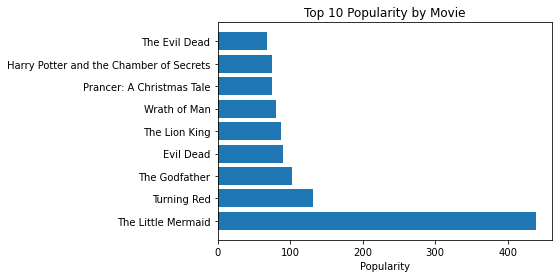 Top 10 Popularity by Movie
The Evil Dead
Harry Potter and the Chamber of Secrets
Prancer: A Christmas Tale
Wrath of Man
The Lion King
Evil Dead
The Godfather
Turning Red
The Little Mermaid
0 100 200 300 400
Popularity